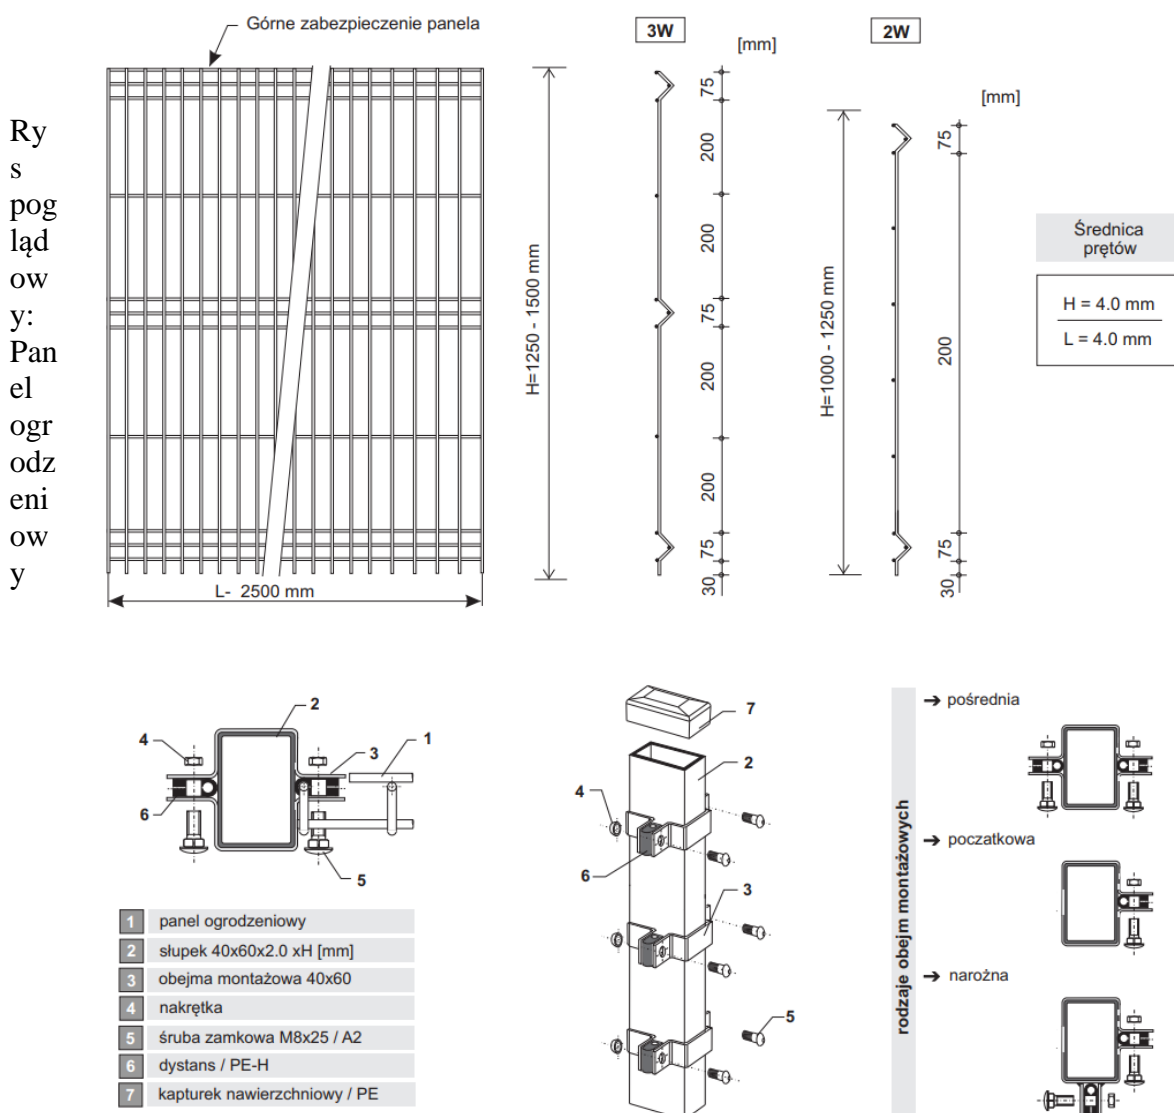 Górne zabezpieczenie panela
Ry
s
pog
ląd
ow
y:
Pan
el
ogr
odz
eni
ow
y
L- 2500 mm
H=1250 - 1500 mm
3W
[mm]
75
200
200
75
200
200
75
30
H=1000 - 1250 mm
2W
[mm]
75
200
75
30
Średnica
prętów
H = 4.0 mm
L = 4.0 mm
2
4
3
1
6
5
1 panel ogrodzeniowy
2 słupek 40x60x2.0 xH [mm]
3 obejma montażowa 40x60
4 nakrętka
5 śruba zamkowa M8x25 / A2
6 dystans / PE-H
7 kapturek nawierzchniowy / PE
7
2
4
6
3
5
rodzaje obejm montażowych
➔ pośrednia
➔ poczatkowa
➔ narożna